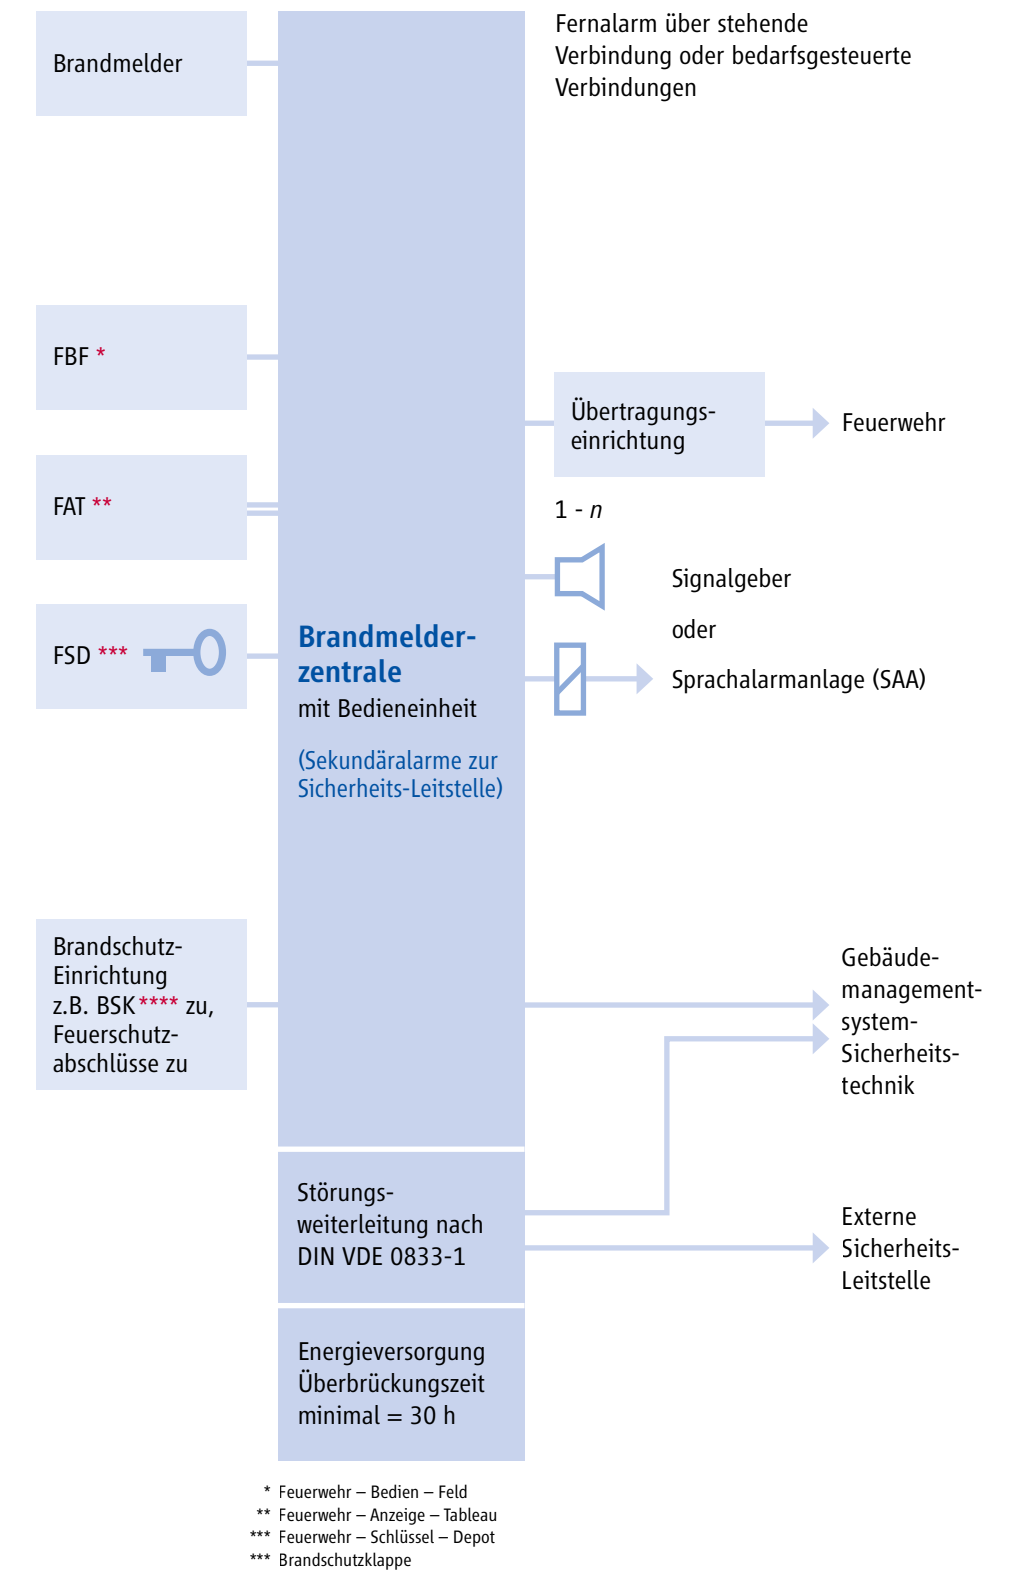 Brandmelder
Fernalarm über stehende
Verbindung oder bedarfsgesteuerte
Verbindungen
FBF *
Übertragungs-
einrichtung
Feuerwehr
FAT **
1 - n
Signalgeber
oder
Sprachalarmanlage (SAA)
FSD ***
Brandmelder-
zentrale
mit Bedieneinheit
(Sekundäralarme zur
Sicherheits-Leitstelle)
Brandschutz-
Einrichtung
z.B. BSK**** zu,
Feuerschutz-
abschlüsse zu
Gebäude-
management-
system-
Sicherheits-
technik
Störungs-
weiterleitung nach
DIN VDE 0833-1
Externe
Sicherheits-
Leitstelle
Energieversorgung
Überbrückungszeit
minimal = 30 h
* Feuerwehr – Bedien – Feld
** Feuerwehr – Anzeige – Tableau
*** Feuerwehr – Schlüssel – Depot
*** Brandschutzklappe